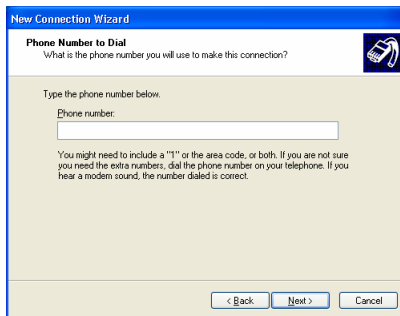 New Connection Wizard
Phone Number to Dial
What is the phone number you will use to make this connection?
Type the phone number below.
Phone number:
You might need to include a "1" or the area code, or both. If you are not sure
you need the extra numbers, dial the phone number on your telephone. If you
hear a modem sound, the number dialed is correct.
< Back Next > Cancel